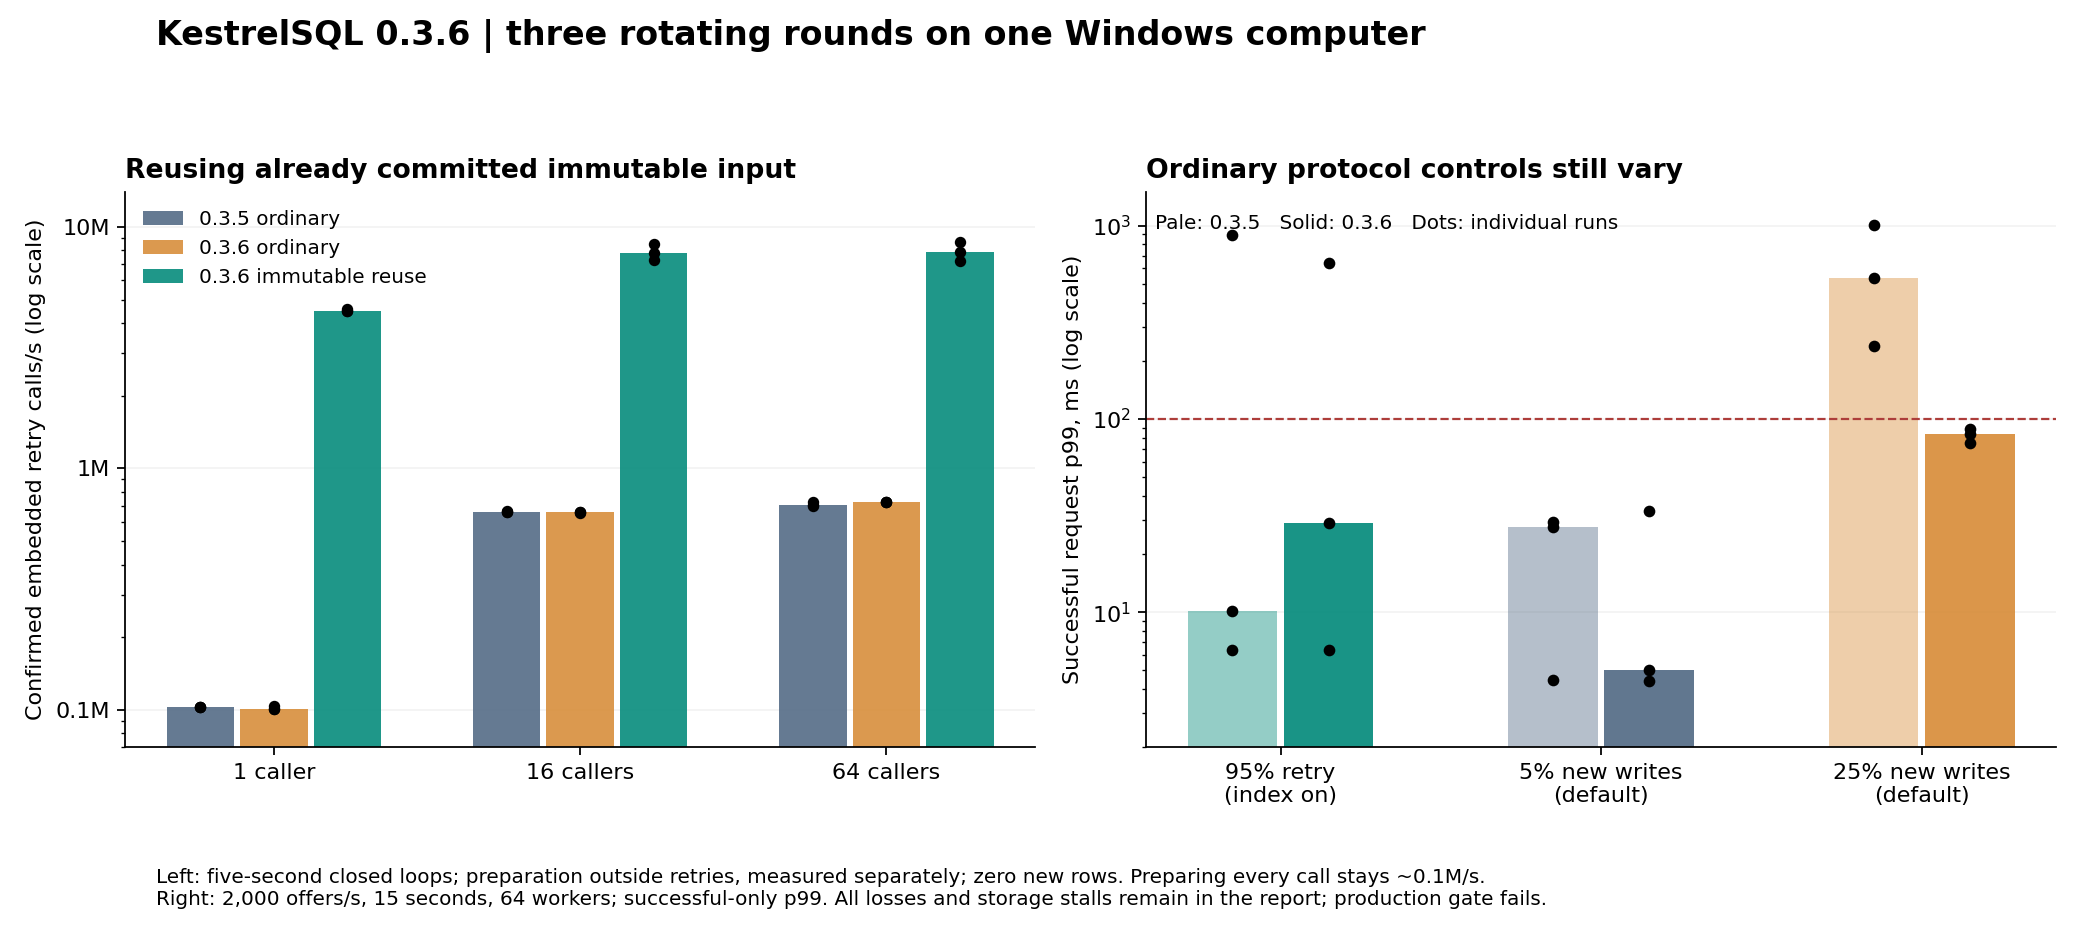 KestrelSQL 0.3.6 | three rotating rounds on one Windows computer
Reusing already committed immutable input
Confirmed embedded retry calls/s (log scale)
10M
1M
0.1M
0.3.5 ordinary
0.3.6 ordinary
0.3.6 immutable reuse
1 caller
16 callers
64 callers
Ordinary protocol controls still vary
Successful request p99, ms (log scale)
10³
10²
10¹
Pale: 0.3.5   Solid: 0.3.6   Dots: individual runs
95% retry
(index on)
5% new writes
(default)
25% new writes
(default)
Left: five-second closed loops; preparation outside retries, measured separately; zero new rows. Preparing every call stays ~0.1M/s.
Right: 2,000 offers/s, 15 seconds, 64 workers; successful-only p99. All losses and storage stalls remain in the report; production gate fails.